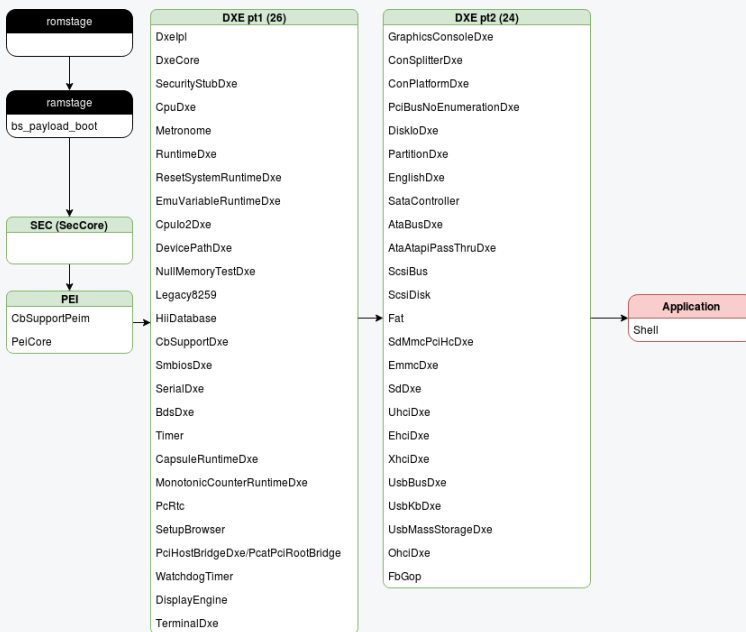 romstage
ramstage
bs_payload_boot
SEC (SecCore)
PEI
CbSupportPeim
PeiCore
DXE pt1 (26)
DxeIpl
DxeCore
SecurityStubDxe
CpuDxe
Metronome
RuntimeDxe
ResetSystemRuntimeDxe
EmuVariableRuntimeDxe
CpuIo2Dxe
DevicePathDxe
NullMemoryTestDxe
Legacy8259
HiiDatabase
CbSupportDxe
SmbiosDxe
SerialDxe
BdsDxe
Timer
CapsuleRuntimeDxe
MonotonicCounterRuntimeDxe
PcRtc
SetupBrowser
PciHostBridgeDxe/PcatPciRootBridge
WatchdogTimer
DisplayEngine
TerminalDxe
DXE pt2 (24)
GraphicsConsoleDxe
ConSplitterDxe
ConPlatformDxe
PciBusNoEnumerationDxe
DiskIoDxe
PartitionDxe
EnglishDxe
SataController
AtaBusDxe
AtaAtapiPassThruDxe
ScsiBus
ScsiDisk
Fat
SdMmcPciHcDxe
EmmcDxe
SdDxe
UhciDxe
EhciDxe
XhciDxe
UsbBusDxe
UsbKbDxe
UsbMassStorageDxe
OhciDxe
FbGop
Application
Shell